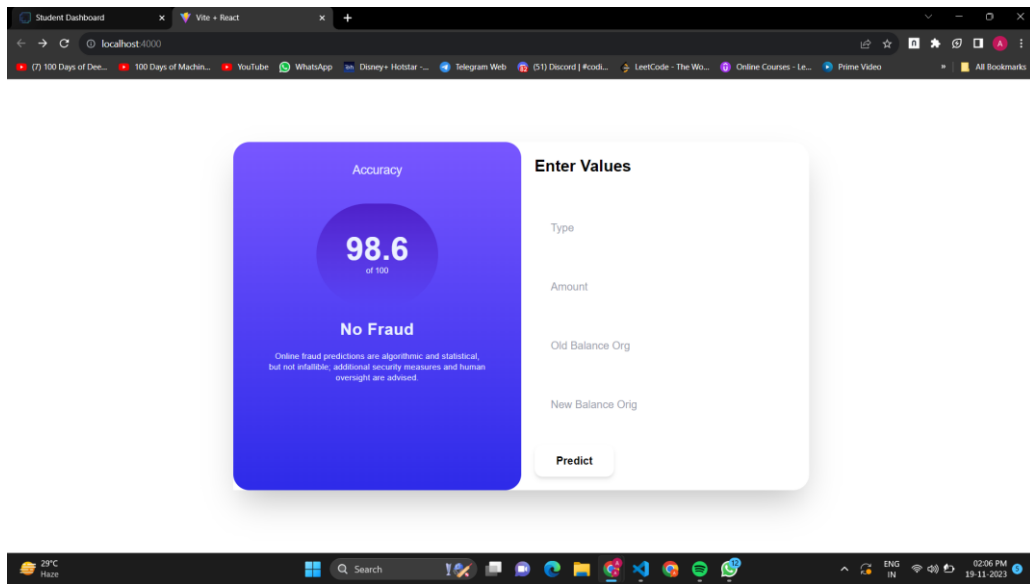 Student Dashboard
Vite + React
localhost:4000
(7) 100 Days of Dee...
100 Days of Machin...
YouTube
WhatsApp
Disney+ Hotstar -...
Telegram Web
(51) Discord | #codi...
LeetCode - The Wo...
Online Courses - Le...
Prime Video
»
All Bookmarks
Accuracy
98.6
of 100
No Fraud
Online fraud predictions are algorithmic and statistical,
but not infallible; additional security measures and human
oversight are advised.
Enter Values
Type
Amount
Old Balance Org
New Balance Orig
Predict
29°C
Haze
Search
ENG
IN
02:06 PM
19-11-2023